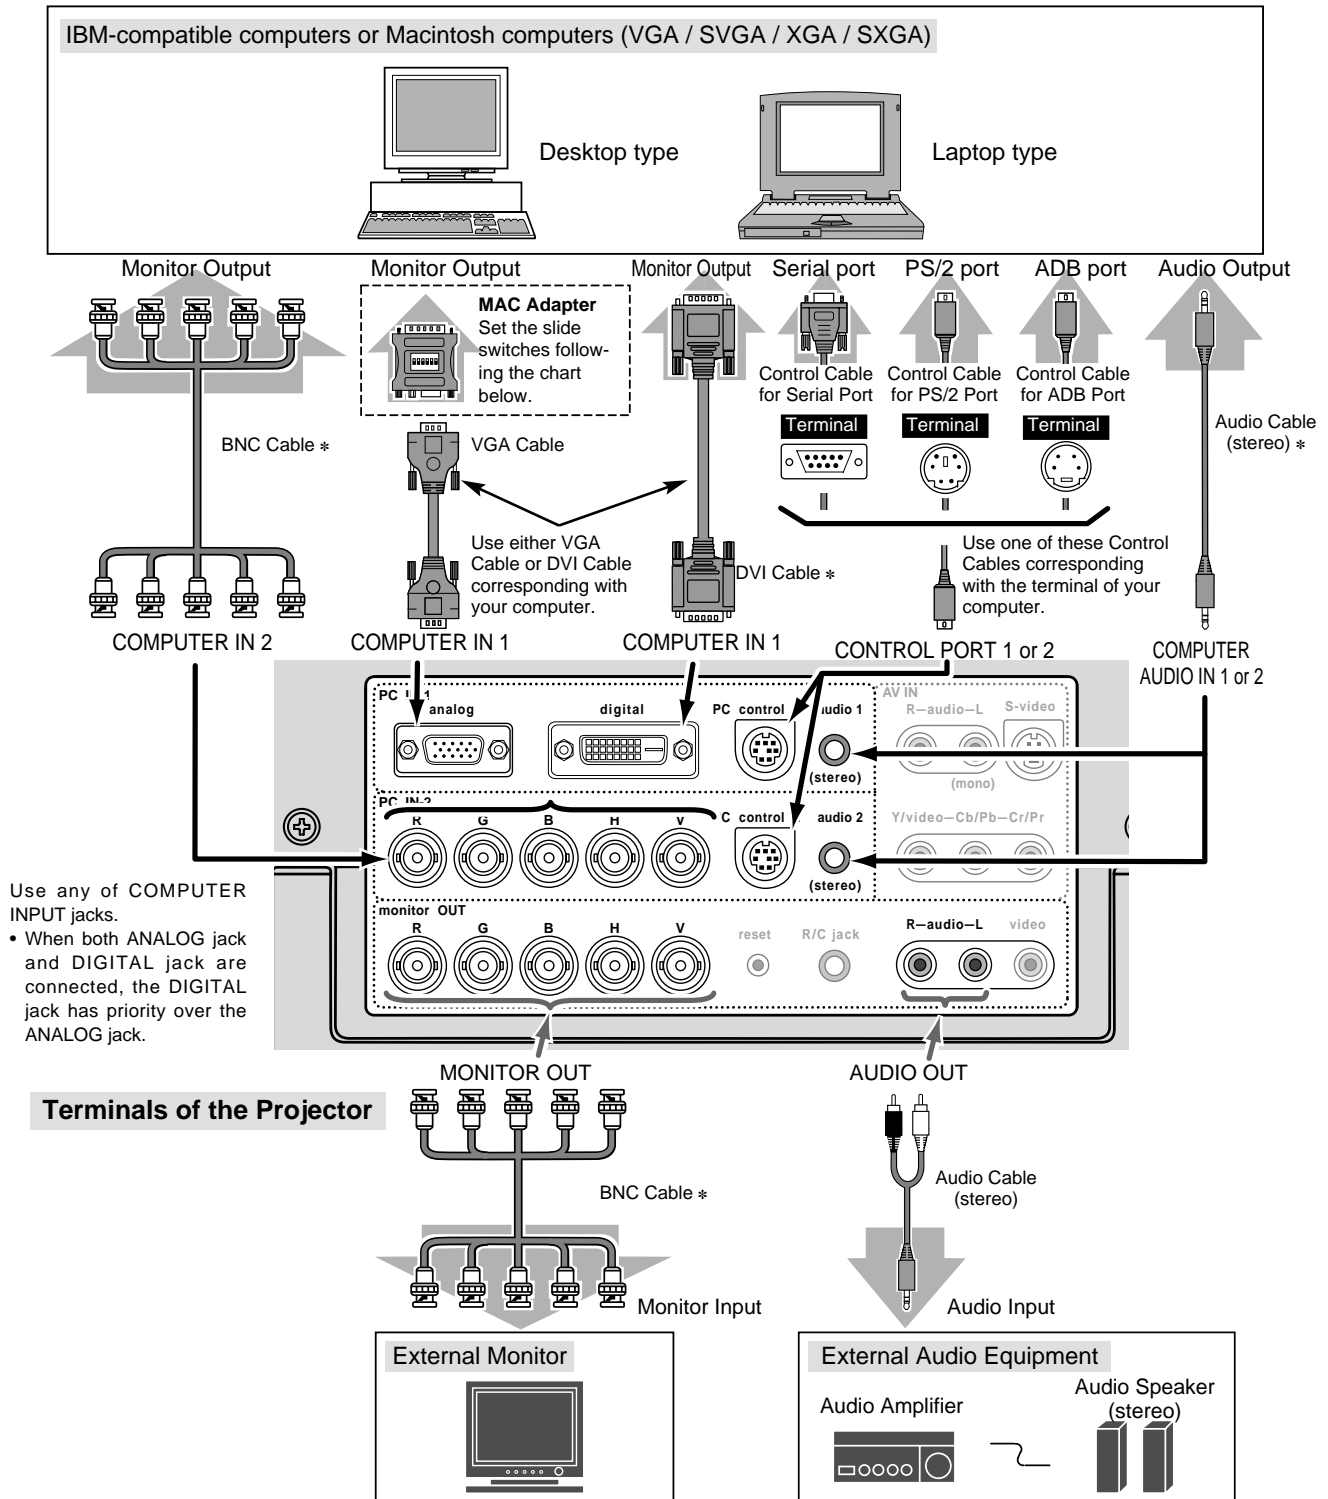 IBM-compatible computers or Macintosh computers (VGA / SVGA / XGA / SXGA)
Desktop type
Laptop type
Monitor Output
Monitor Output
Monitor Output
Serial port
PS/2 port
ADB port
Audio Output
MAC Adapter
Set the slide
switches follow-
ing the chart
below.
Control Cable
for Serial Port
Control Cable
for PS/2 Port
Control Cable
for ADB Port
Terminal
Terminal
Terminal
Audio Cable
(stereo) *
BNC Cable *
VGA Cable
Use either VGA
Cable or DVI Cable
corresponding with
your computer.
DVI Cable *
Use one of these Control
Cables corresponding
with the terminal of your
computer.
COMPUTER IN 2
COMPUTER IN 1
COMPUTER IN 1
CONTROL PORT 1 or 2
COMPUTER
AUDIO IN 1 or 2
PC
1
analog
digital
PC control
udio 1
(stereo)
AV IN
R–audio–L
S-video
(mono)
PC IN-2
R
G
B
H
V
C control
audio 2
(stereo)
Y/video–Cb/Pb–Cr/Pr
monitor OUT
R
G
B
H
V
reset
R/C jack
R–audio–L
video
Use any of COMPUTER
INPUT jacks.
• When both ANALOG jack
and DIGITAL jack are
connected, the DIGITAL
jack has priority over the
ANALOG jack.
MONITOR OUT
AUDIO OUT
Terminals of the Projector
BNC Cable *
Audio Cable
(stereo)
Monitor Input
Audio Input
External Monitor
External Audio Equipment
Audio Amplifier
Audio Speaker
(stereo)